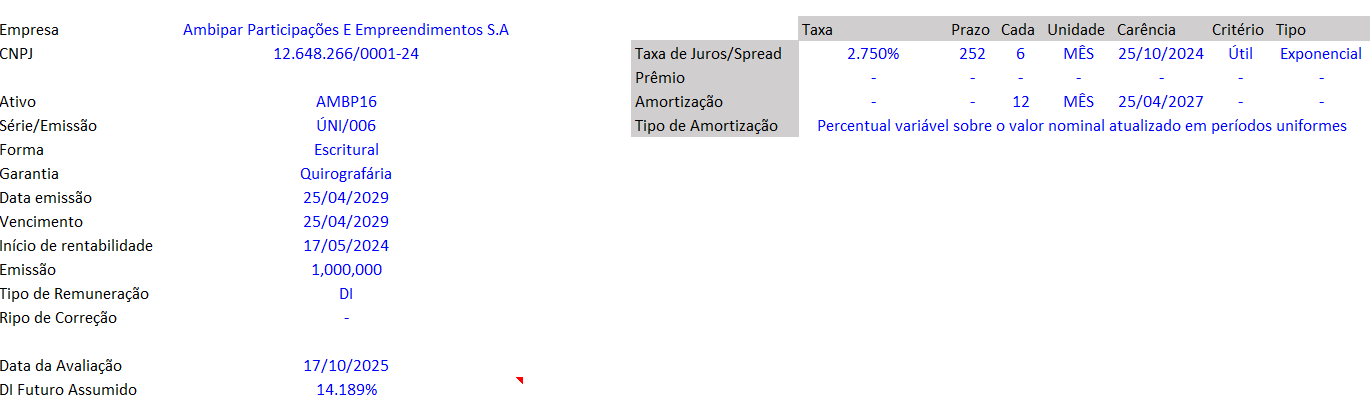 Empresa Ambipar Participações E Empreendimentos S.A
CNPJ 12.648.266/0001-24
Ativo AMBP16
Série/Emissão ÚNI/006
Forma Escritural
Garantia Quirografária
Data emissão 25/04/2029
Vencimento 25/04/2029
Início de rentabilidade 17/05/2024
Emissão 1,000,000
Tipo de Remuneração DI
Ripo de Correção -
Data da Avaliação 17/10/2025
DI Futuro Assumido 14.189%
Taxa Prazo Cada Unidade Carência Critério Tipo
Taxa de Juros/Spread 2.750% 252 6 MÊS 25/10/2024 Útil Exponencial
Prêmio - - - - - - -
Amortização - - 12 MÊS 25/04/2027 - -
Tipo de Amortização Percentual variável sobre o valor nominal atualizado em períodos uniformes